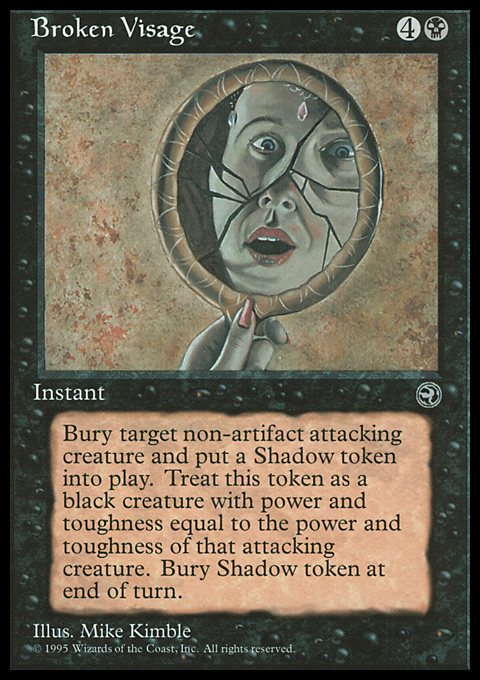 Broken Visage 4
Instant
Bury target non-artifact attacking
creature and put a Shadow token
into play. Treat this token as a
black creature with power and
toughness equal to the power and
toughness of that attacking
creature. Bury Shadow token at
end of turn.
Illus. Mike Kimble
© 1995 Wizards of the Coast, Inc. All rights reserved.